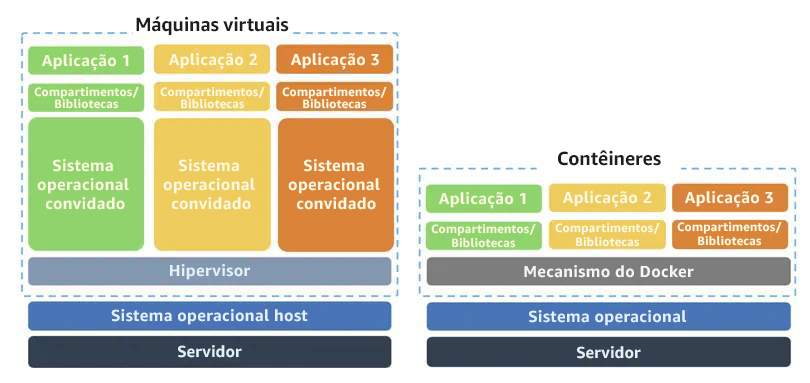 Máquinas virtuais
Aplicação 1
Aplicação 2
Aplicação 3
Compartimentos/
Bibliotecas
Compartimentos/
Bibliotecas
Compartimentos/
Bibliotecas
Sistema
operacional
convidado
Sistema
operacional
convidado
Sistema
operacional
convidado
Hipervisor
Sistema operacional host
Servidor
Contêineres
Aplicação 1
Aplicação 2
Aplicação 3
Compartimentos/
Bibliotecas
Compartimentos/
Bibliotecas
Compartimentos/
Bibliotecas
Mecanismo do Docker
Sistema operacional
Servidor